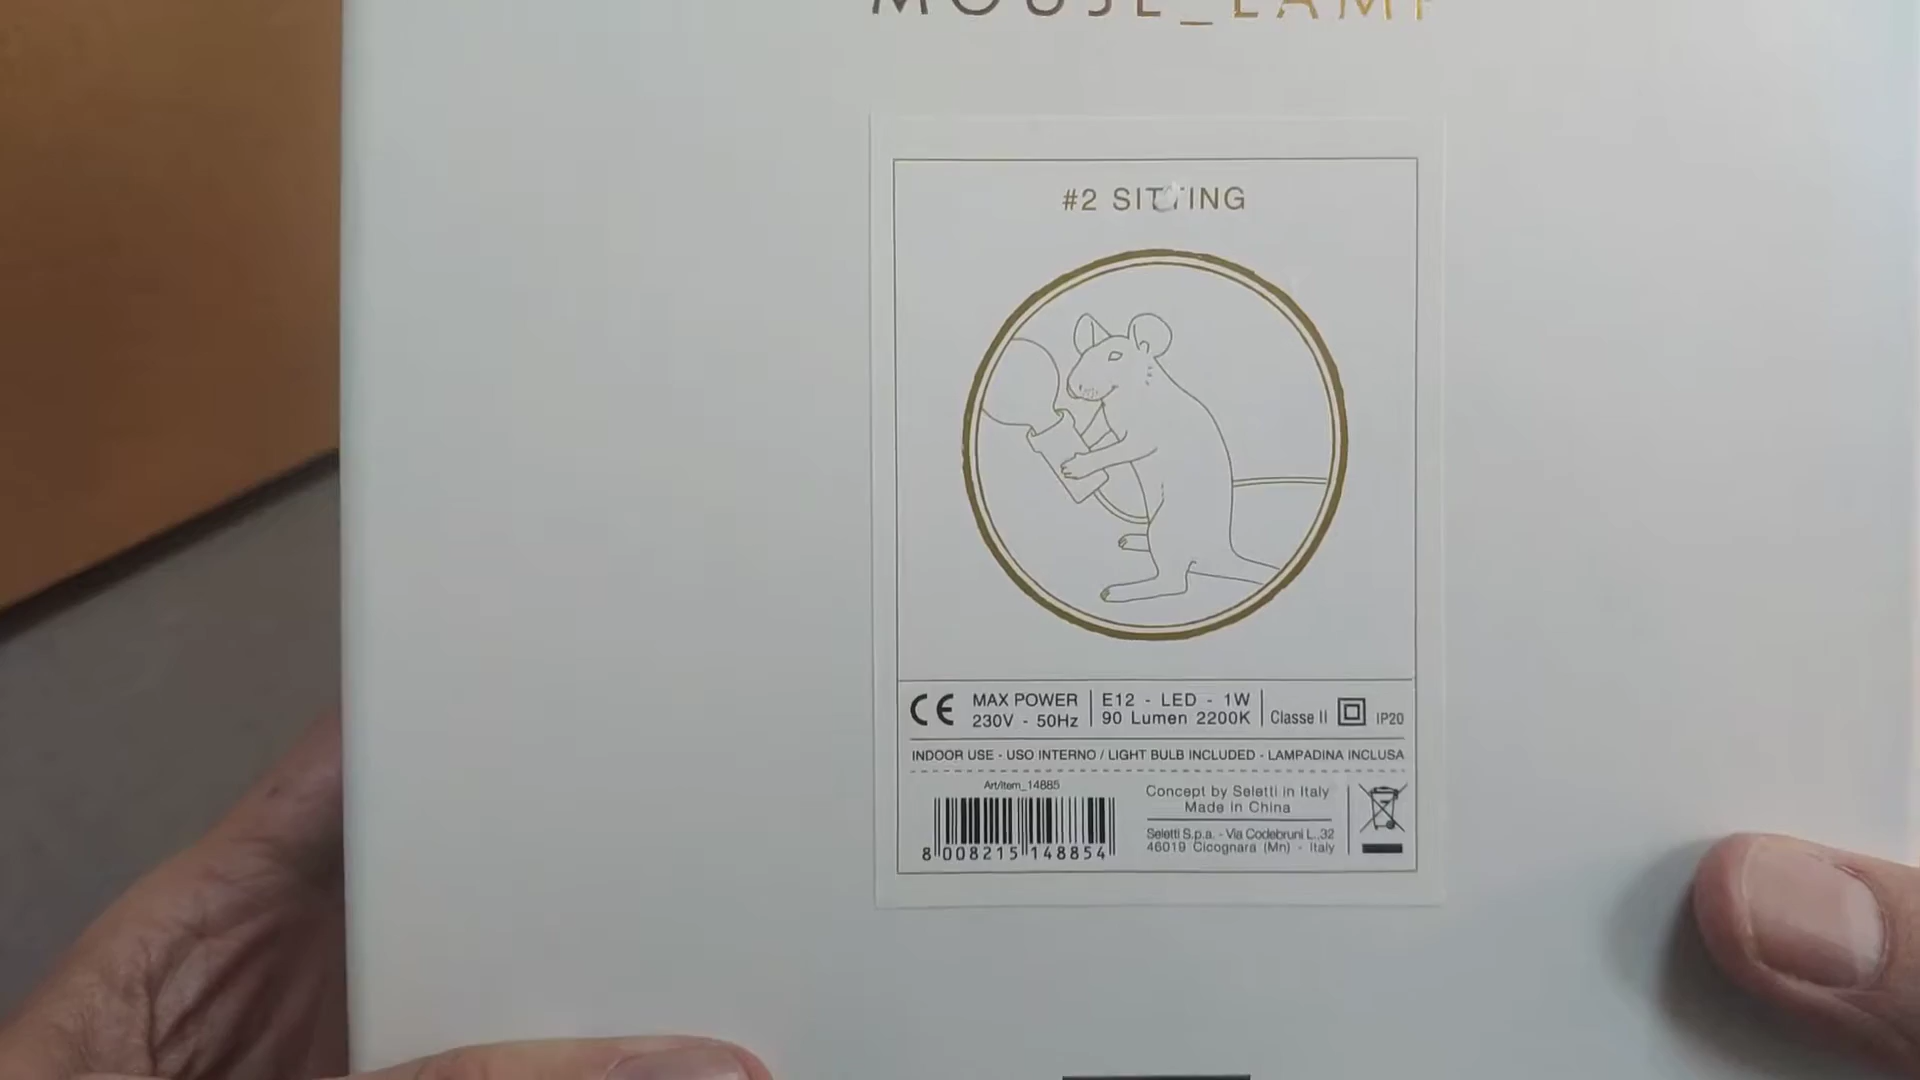 MOUSE_LAMP
#2 SITTING
CE
MAX POWER
230V - 50Hz
E12 - LED - 1W
90 Lumen 2200K
Classe II
IP20
INDOOR USE - USO INTERNO / LIGHT BULB INCLUDED - LAMPADINA INCLUSA
Art/Item_14885
8 008215 148854
Concept by Seletti in Italy
Made in China
Seletti S.p.a. - Via Codebruni L.,32
46019 Cicognara (Mn) - Italy